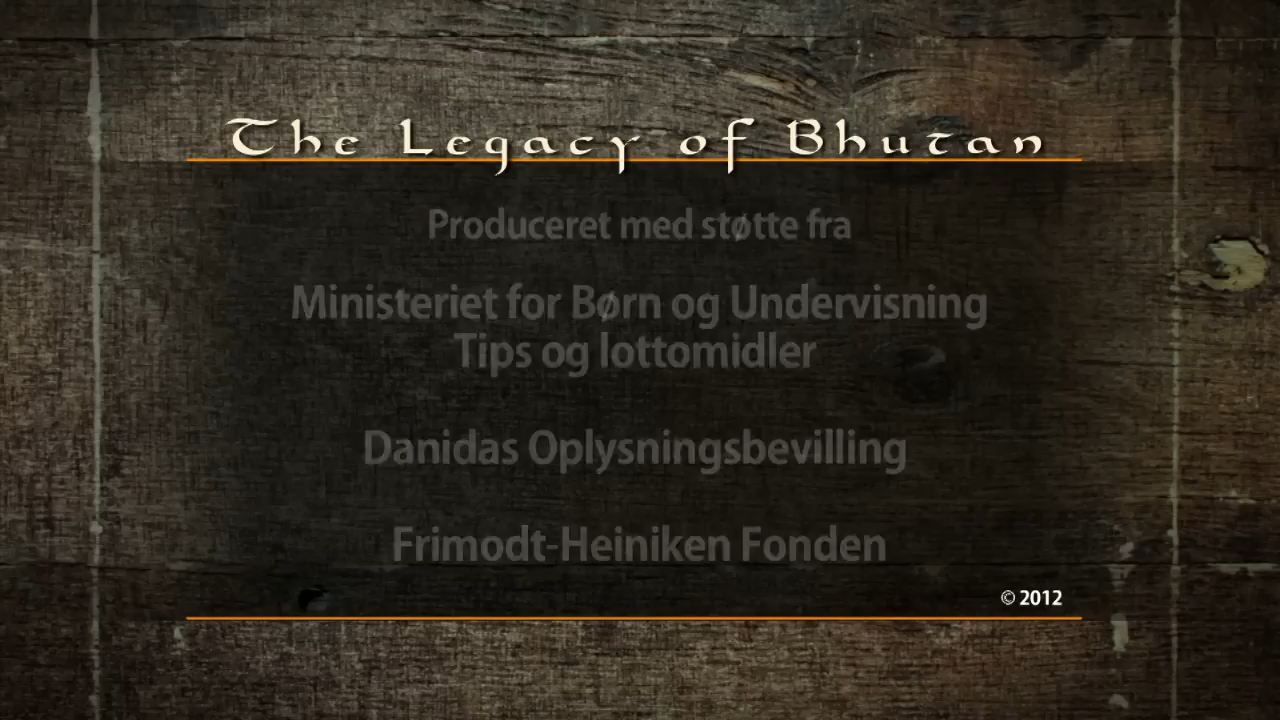 The Legacy of Bhutan
Produceret med støtte fra
Ministeriet for Børn og Undervisning
Tips og lottomidler
Danidas Oplysningsbevilling
Frimodt-Heiniken Fonden
© 2012